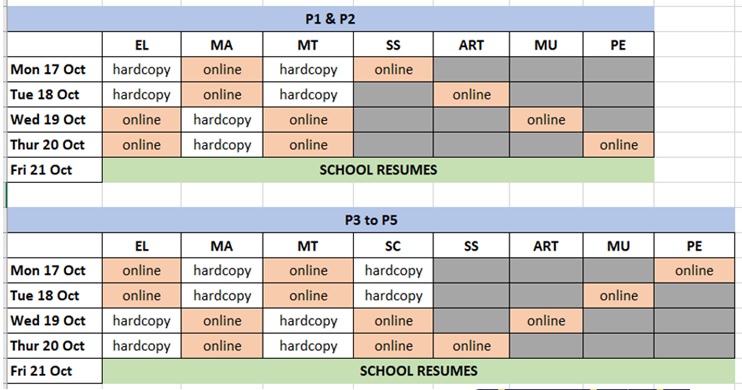 P1 & P2
EL MA MT SS ART MU PE
Mon 17 Oct hardcopy online hardcopy online
Tue 18 Oct hardcopy online hardcopy online
Wed 19 Oct online hardcopy online online
Thur 20 Oct online hardcopy online online
Fri 21 Oct SCHOOL RESUMES
P3 to P5
EL MA MT SC SS ART MU PE
Mon 17 Oct online hardcopy online hardcopy online
Tue 18 Oct online hardcopy online hardcopy online
Wed 19 Oct hardcopy online hardcopy online online
Thur 20 Oct hardcopy online hardcopy online online
Fri 21 Oct SCHOOL RESUMES